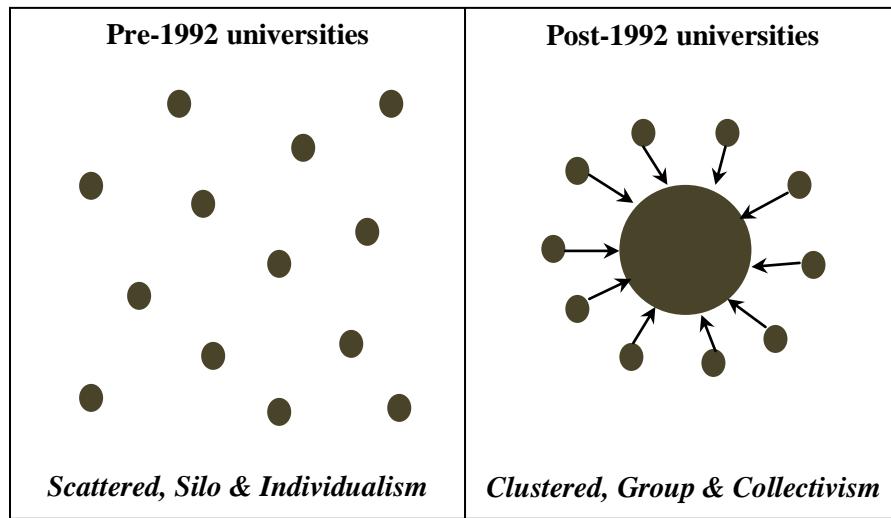 Pre-1992 universities
Post-1992 universities
Scattered, Silo & Individualism
Clustered, Group & Collectivism